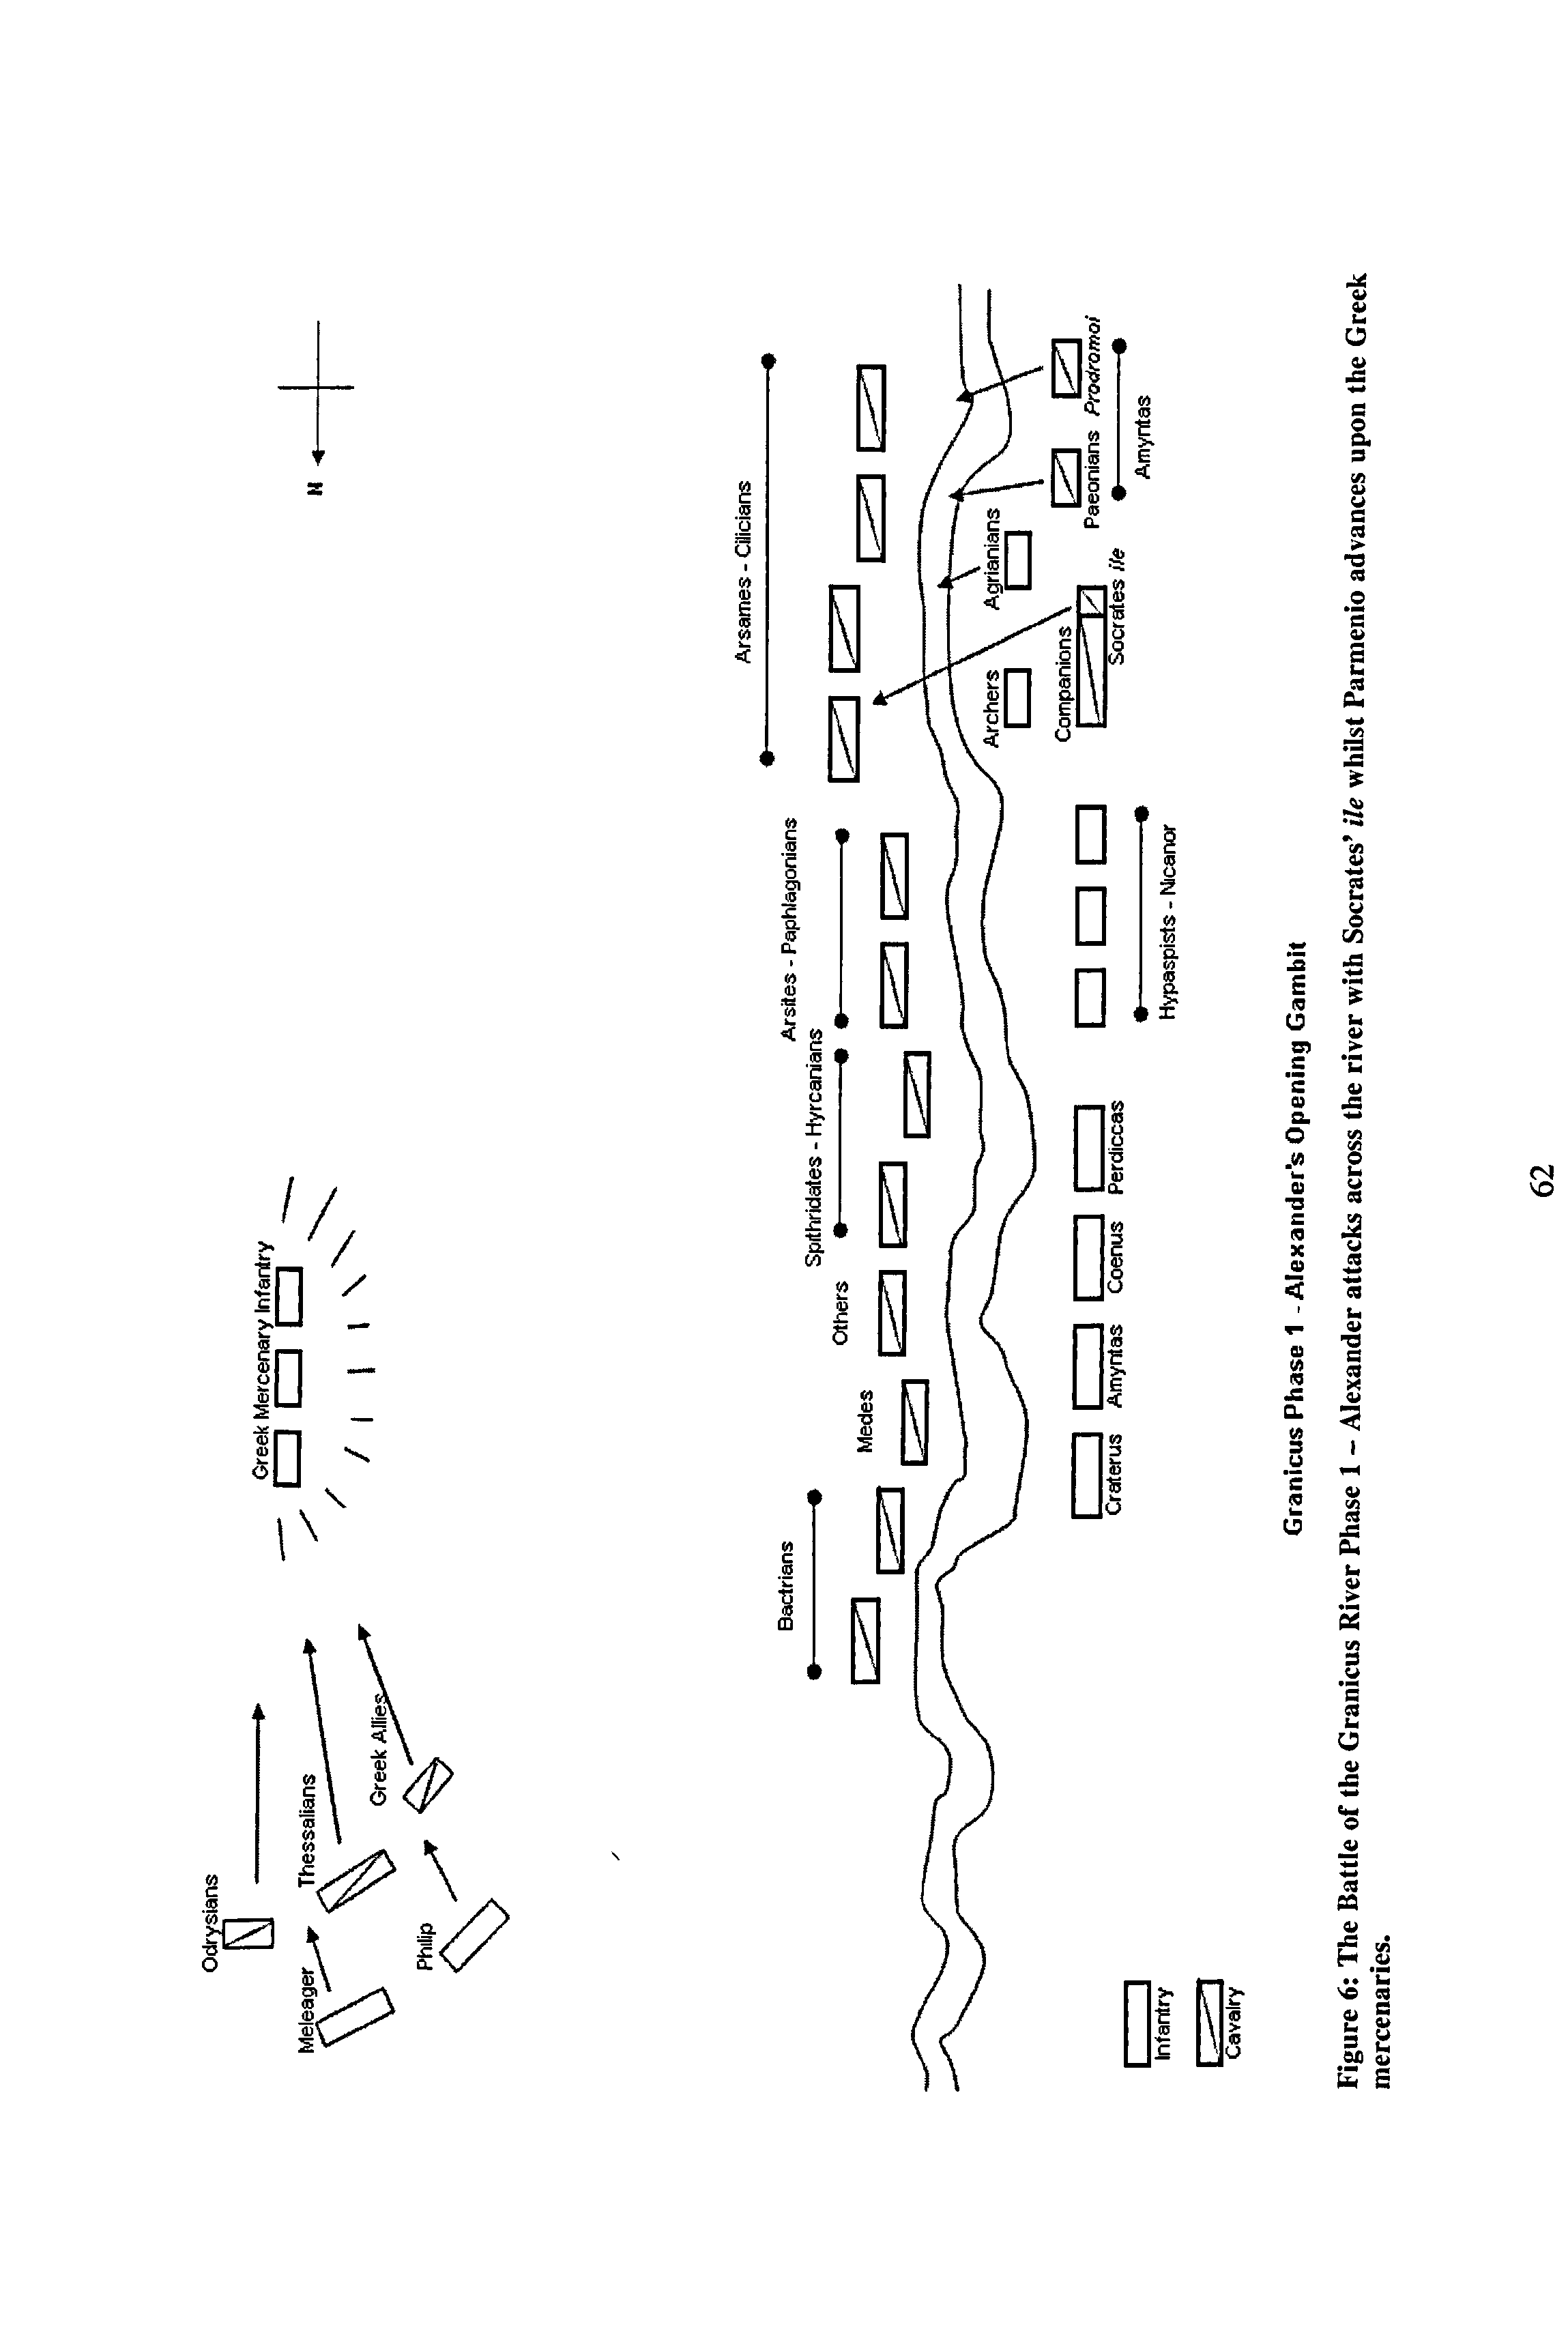 Odrysians
Meleager
Thessalians
Philip
Greek Allies
Greek Mercenary Infantry
N
Bactrians
Medes
Others
Spithridates - Hyrcanians
Arsites - Paphlagonians
Arsames - Cilicians
Craterus
Amyntas
Coenus
Perdiccas
Hypaspists - Nicanor
Archers
Companions
Socrates ile
Agrianians
Paeonians
Prodromoi
Amyntas
Infantry
Cavalry
Granicus Phase 1 - Alexander's Opening Gambit
Figure 6: The Battle of the Granicus River Phase 1 – Alexander attacks across the river with Socrates' ile whilst Parmenio advances upon the Greek
mercenaries.
62